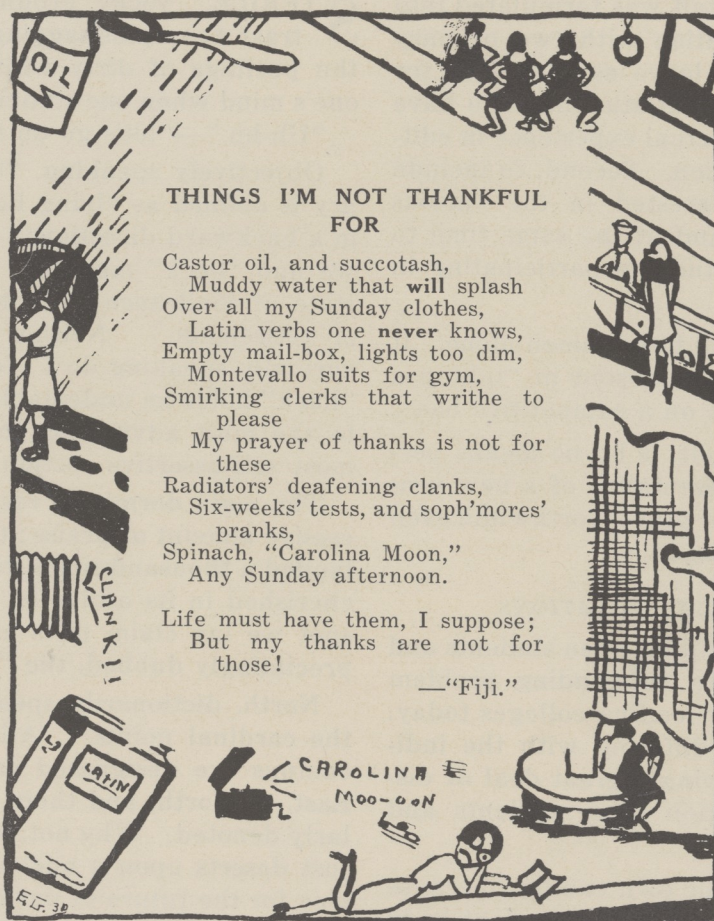 OIL
THINGS I'M NOT THANKFUL
FOR
Castor oil, and succotash,
Muddy water that will splash
Over all my Sunday clothes,
Latin verbs one never knows,
Empty mail-box, lights too dim,
Montevallo suits for gym,
Smirking clerks that writhe to
please
My prayer of thanks is not for
these
Radiators' deafening clanks,
Six-weeks' tests, and soph'mores'
pranks,
Spinach, "Carolina Moon,"
Any Sunday afternoon.
Life must have them, I suppose;
But my thanks are not for
those!
—"Fiji."
CLANK!!
LATIN
CAROLINA
MOO-OON
E.G. 30